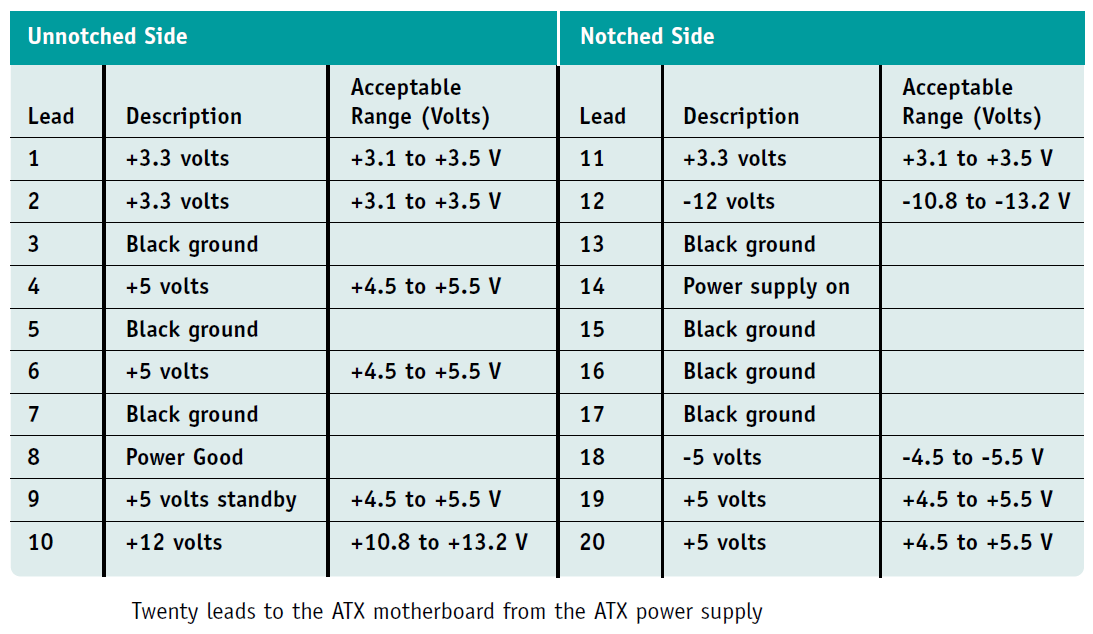 Unnotched Side Notched Side
Lead Description Acceptable Range (Volts) Lead Description Acceptable Range (Volts)
1 +3.3 volts +3.1 to +3.5 V 11 +3.3 volts +3.1 to +3.5 V
2 +3.3 volts +3.1 to +3.5 V 12 -12 volts -10.8 to -13.2 V
3 Black ground 13 Black ground
4 +5 volts +4.5 to +5.5 V 14 Power supply on
5 Black ground 15 Black ground
6 +5 volts +4.5 to +5.5 V 16 Black ground
7 Black ground 17 Black ground
8 Power Good 18 -5 volts -4.5 to -5.5 V
9 +5 volts standby +4.5 to +5.5 V 19 +5 volts +4.5 to +5.5 V
10 +12 volts +10.8 to +13.2 V 20 +5 volts +4.5 to +5.5 V
Twenty leads to the ATX motherboard from the ATX power supply